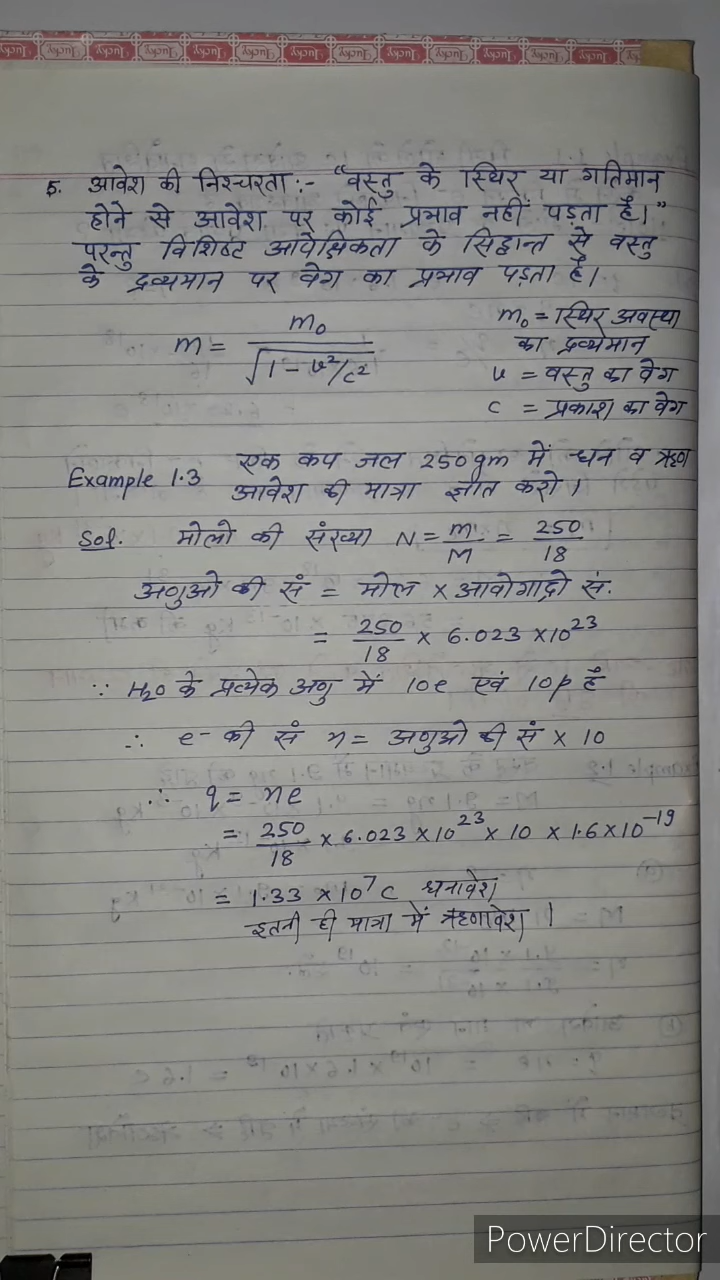 5. आवेश की निश्चरता :- "वस्तु के स्थिर या गतिमान
होने से आवेश पर कोई प्रभाव नहीं पड़ता है।"
परन्तु विशिष्ट आपेक्षिकता के सिद्धान्त से वस्तु
के द्रव्यमान पर वेग का प्रभाव पड़ता है।
m = m₀ / √1 - v²/c²
m₀ = स्थिर अवस्था
का द्रव्यमान
v = वस्तु का वेग
c = प्रकाश का वेग
Example 1.3 एक कप जल 250 gm में धन व ऋण
आवेश की मात्रा ज्ञात करो।
Sol. मोलो की संख्या N = m/M = 250/18
अणुओ की सं = मोल × आवोगाद्रो सं.
= 250/18 × 6.023 × 10²³
∵ H₂O के प्रत्येक अणु में 10e एवं 10p है
∴ e⁻ की सं n = अणुओ की सं × 10
∴ q = ne
= 250/18 × 6.023 × 10²³ × 10 × 1.6 × 10⁻¹⁹
= 1.33 × 10⁷ C धनावेश
इतनी ही मात्रा में ऋणावेश।
PowerDirector